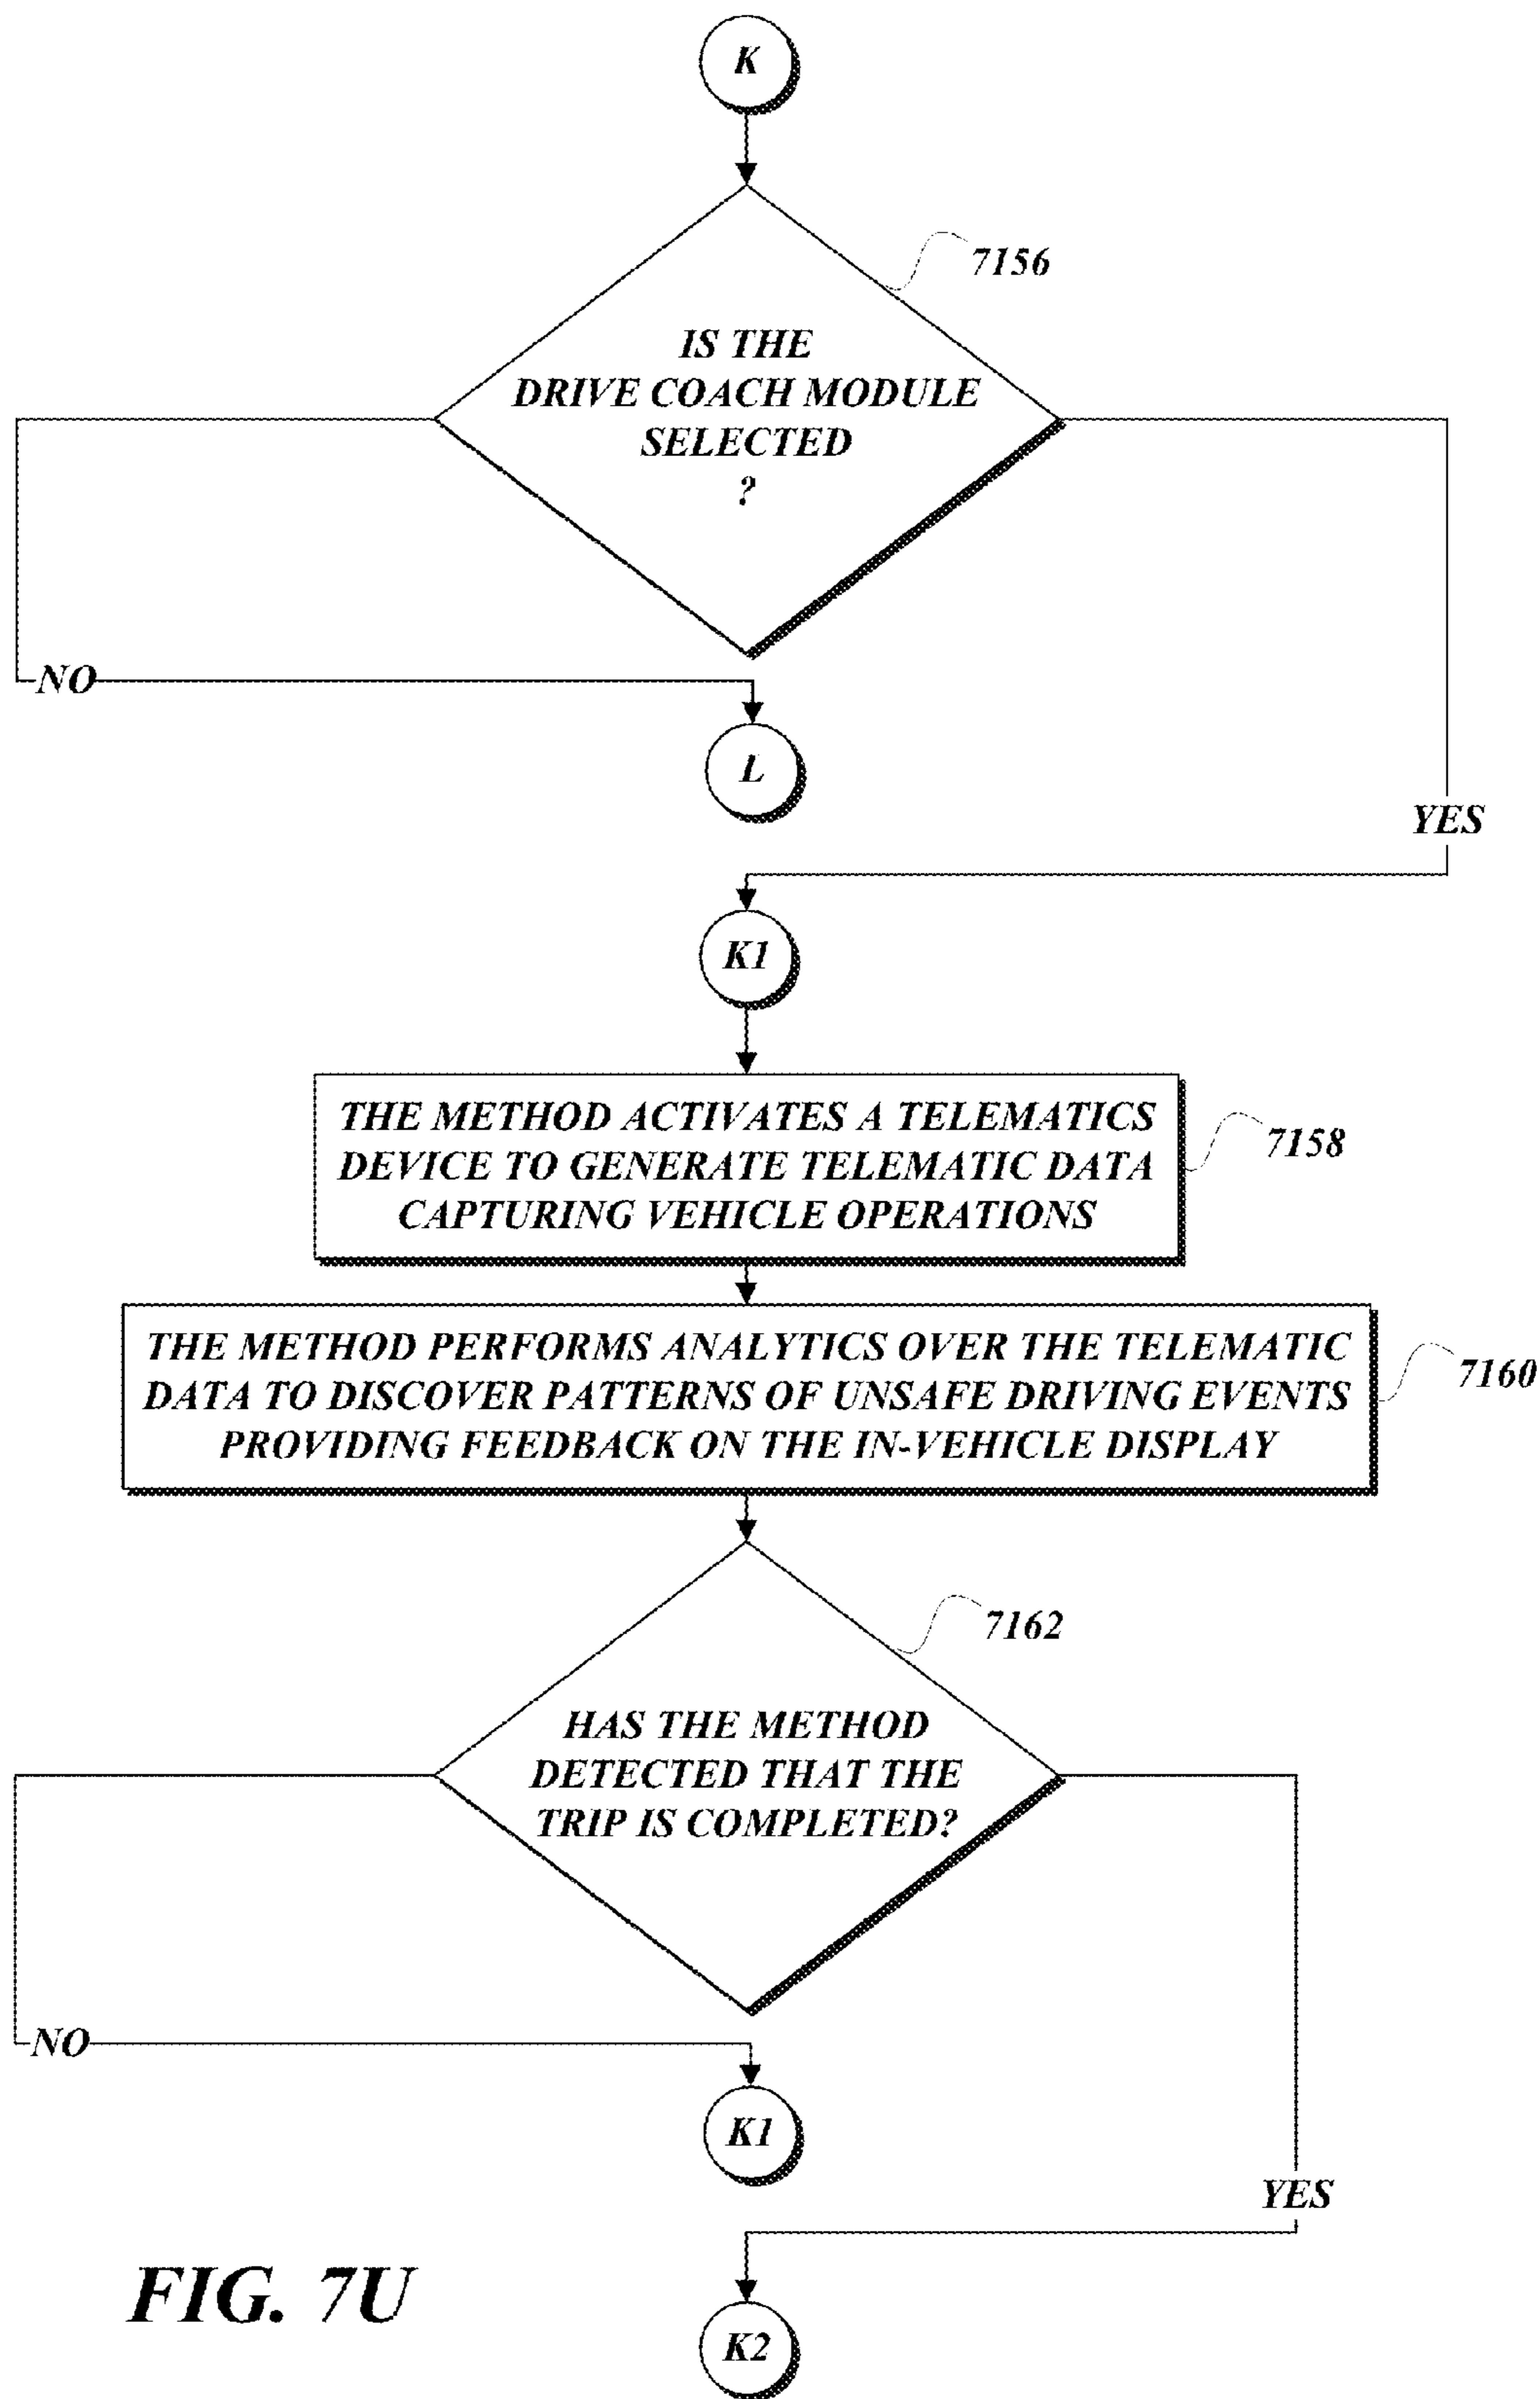 K
7156
IS THE
DRIVE COACH MODULE
SELECTED
?
NO
L
YES
K1
THE METHOD ACTIVATES A TELEMATICS
DEVICE TO GENERATE TELEMATIC DATA
CAPTURING VEHICLE OPERATIONS
7158
THE METHOD PERFORMS ANALYTICS OVER THE TELEMATIC
DATA TO DISCOVER PATTERNS OF UNSAFE DRIVING EVENTS
PROVIDING FEEDBACK ON THE IN-VEHICLE DISPLAY
7160
7162
HAS THE METHOD
DETECTED THAT THE
TRIP IS COMPLETED?
NO
K1
YES
K2
FIG. 7U